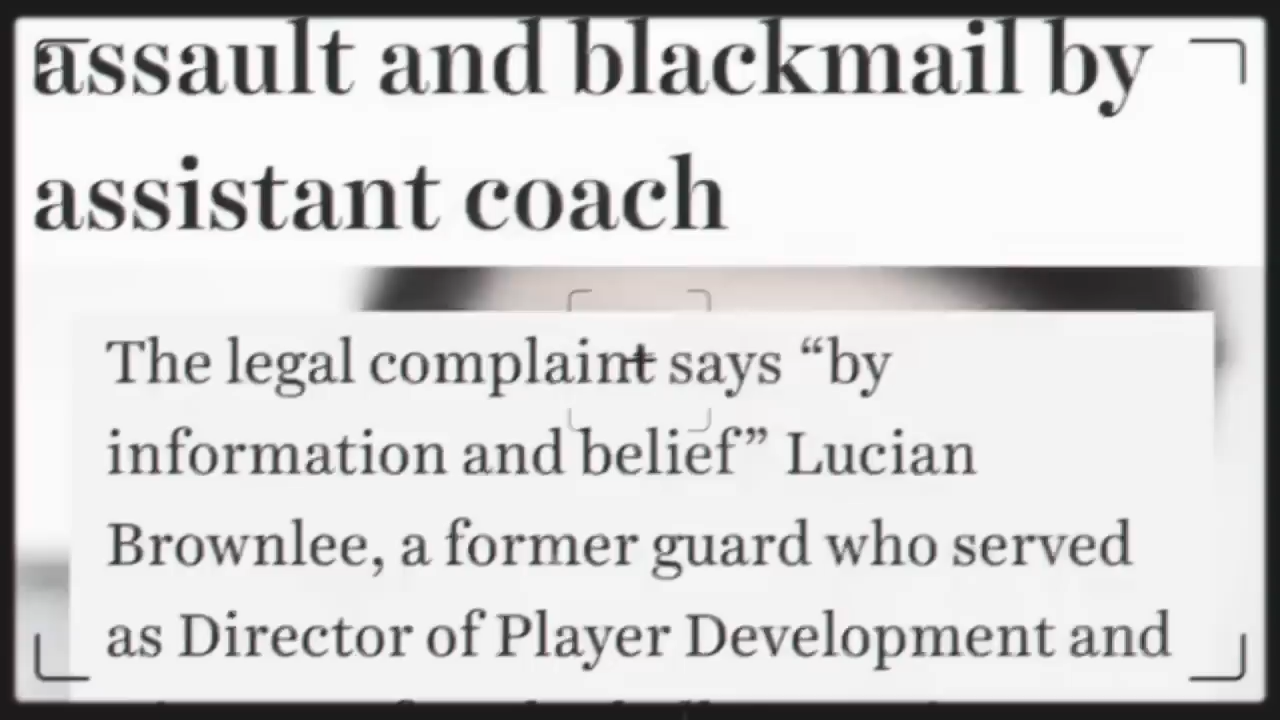 assault and blackmail by
assistant coach
The legal complaint says “by
information and belief” Lucian
Brownlee, a former guard who served
as Director of Player Development and